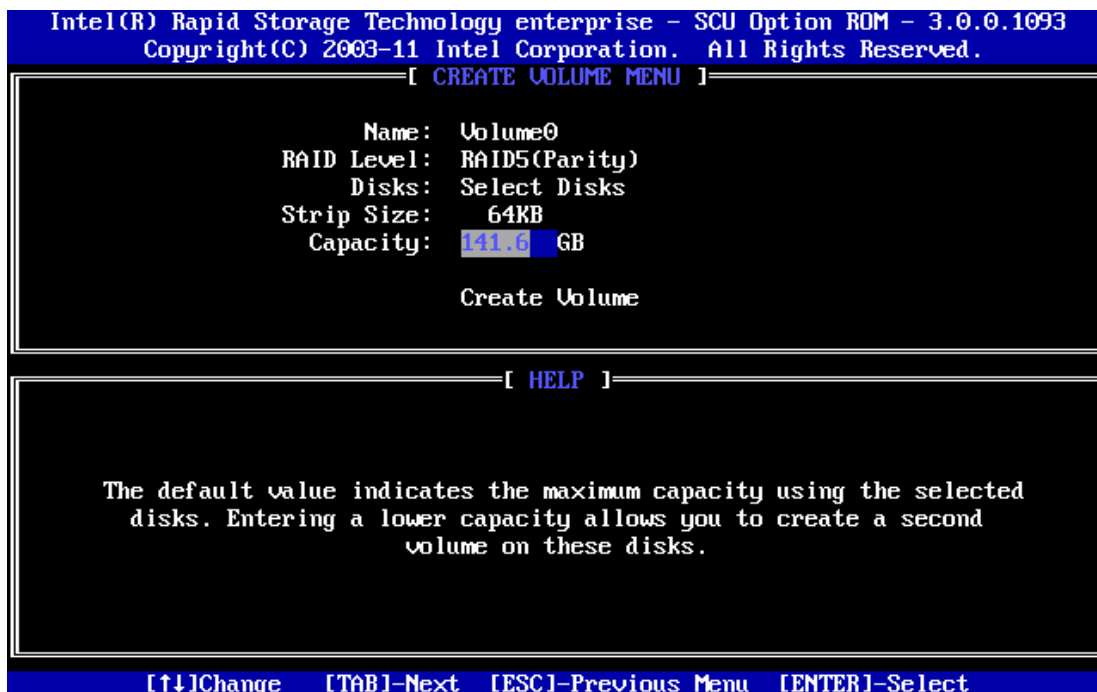 Intel(R) Rapid Storage Technology enterprise - SCU Option ROM - 3.0.0.1093
Copyright(C) 2003-11 Intel Corporation. All Rights Reserved.
[ CREATE VOLUME MENU ]
Name: Volume0
RAID Level: RAID5(Parity)
Disks: Select Disks
Strip Size: 64KB
Capacity: 141.6 GB
Create Volume
[ HELP ]
The default value indicates the maximum capacity using the selected
disks. Entering a lower capacity allows you to create a second
volume on these disks.
[↑↓]Change [TAB]-Next [ESC]-Previous Menu [ENTER]-Select